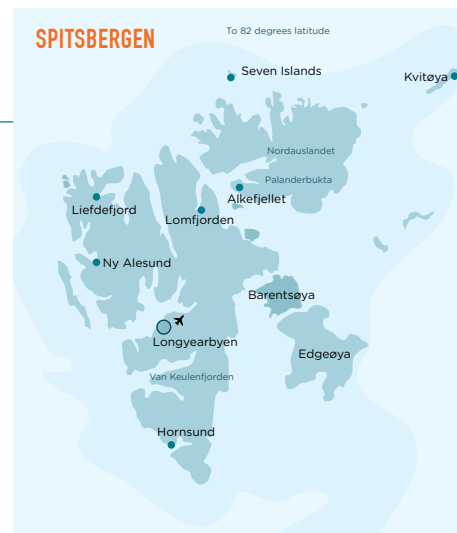 SPITSBERGEN
To 82 degrees latitude
Seven Islands
Kvitøya
Nordauslandet
Palanderbukta
Alkefjellet
Liefdefjord
Lomfjorden
Ny Alesund
Barentsøya
Longyearbyen
Edgeøya
Van Keulenfjorden
Hornsund